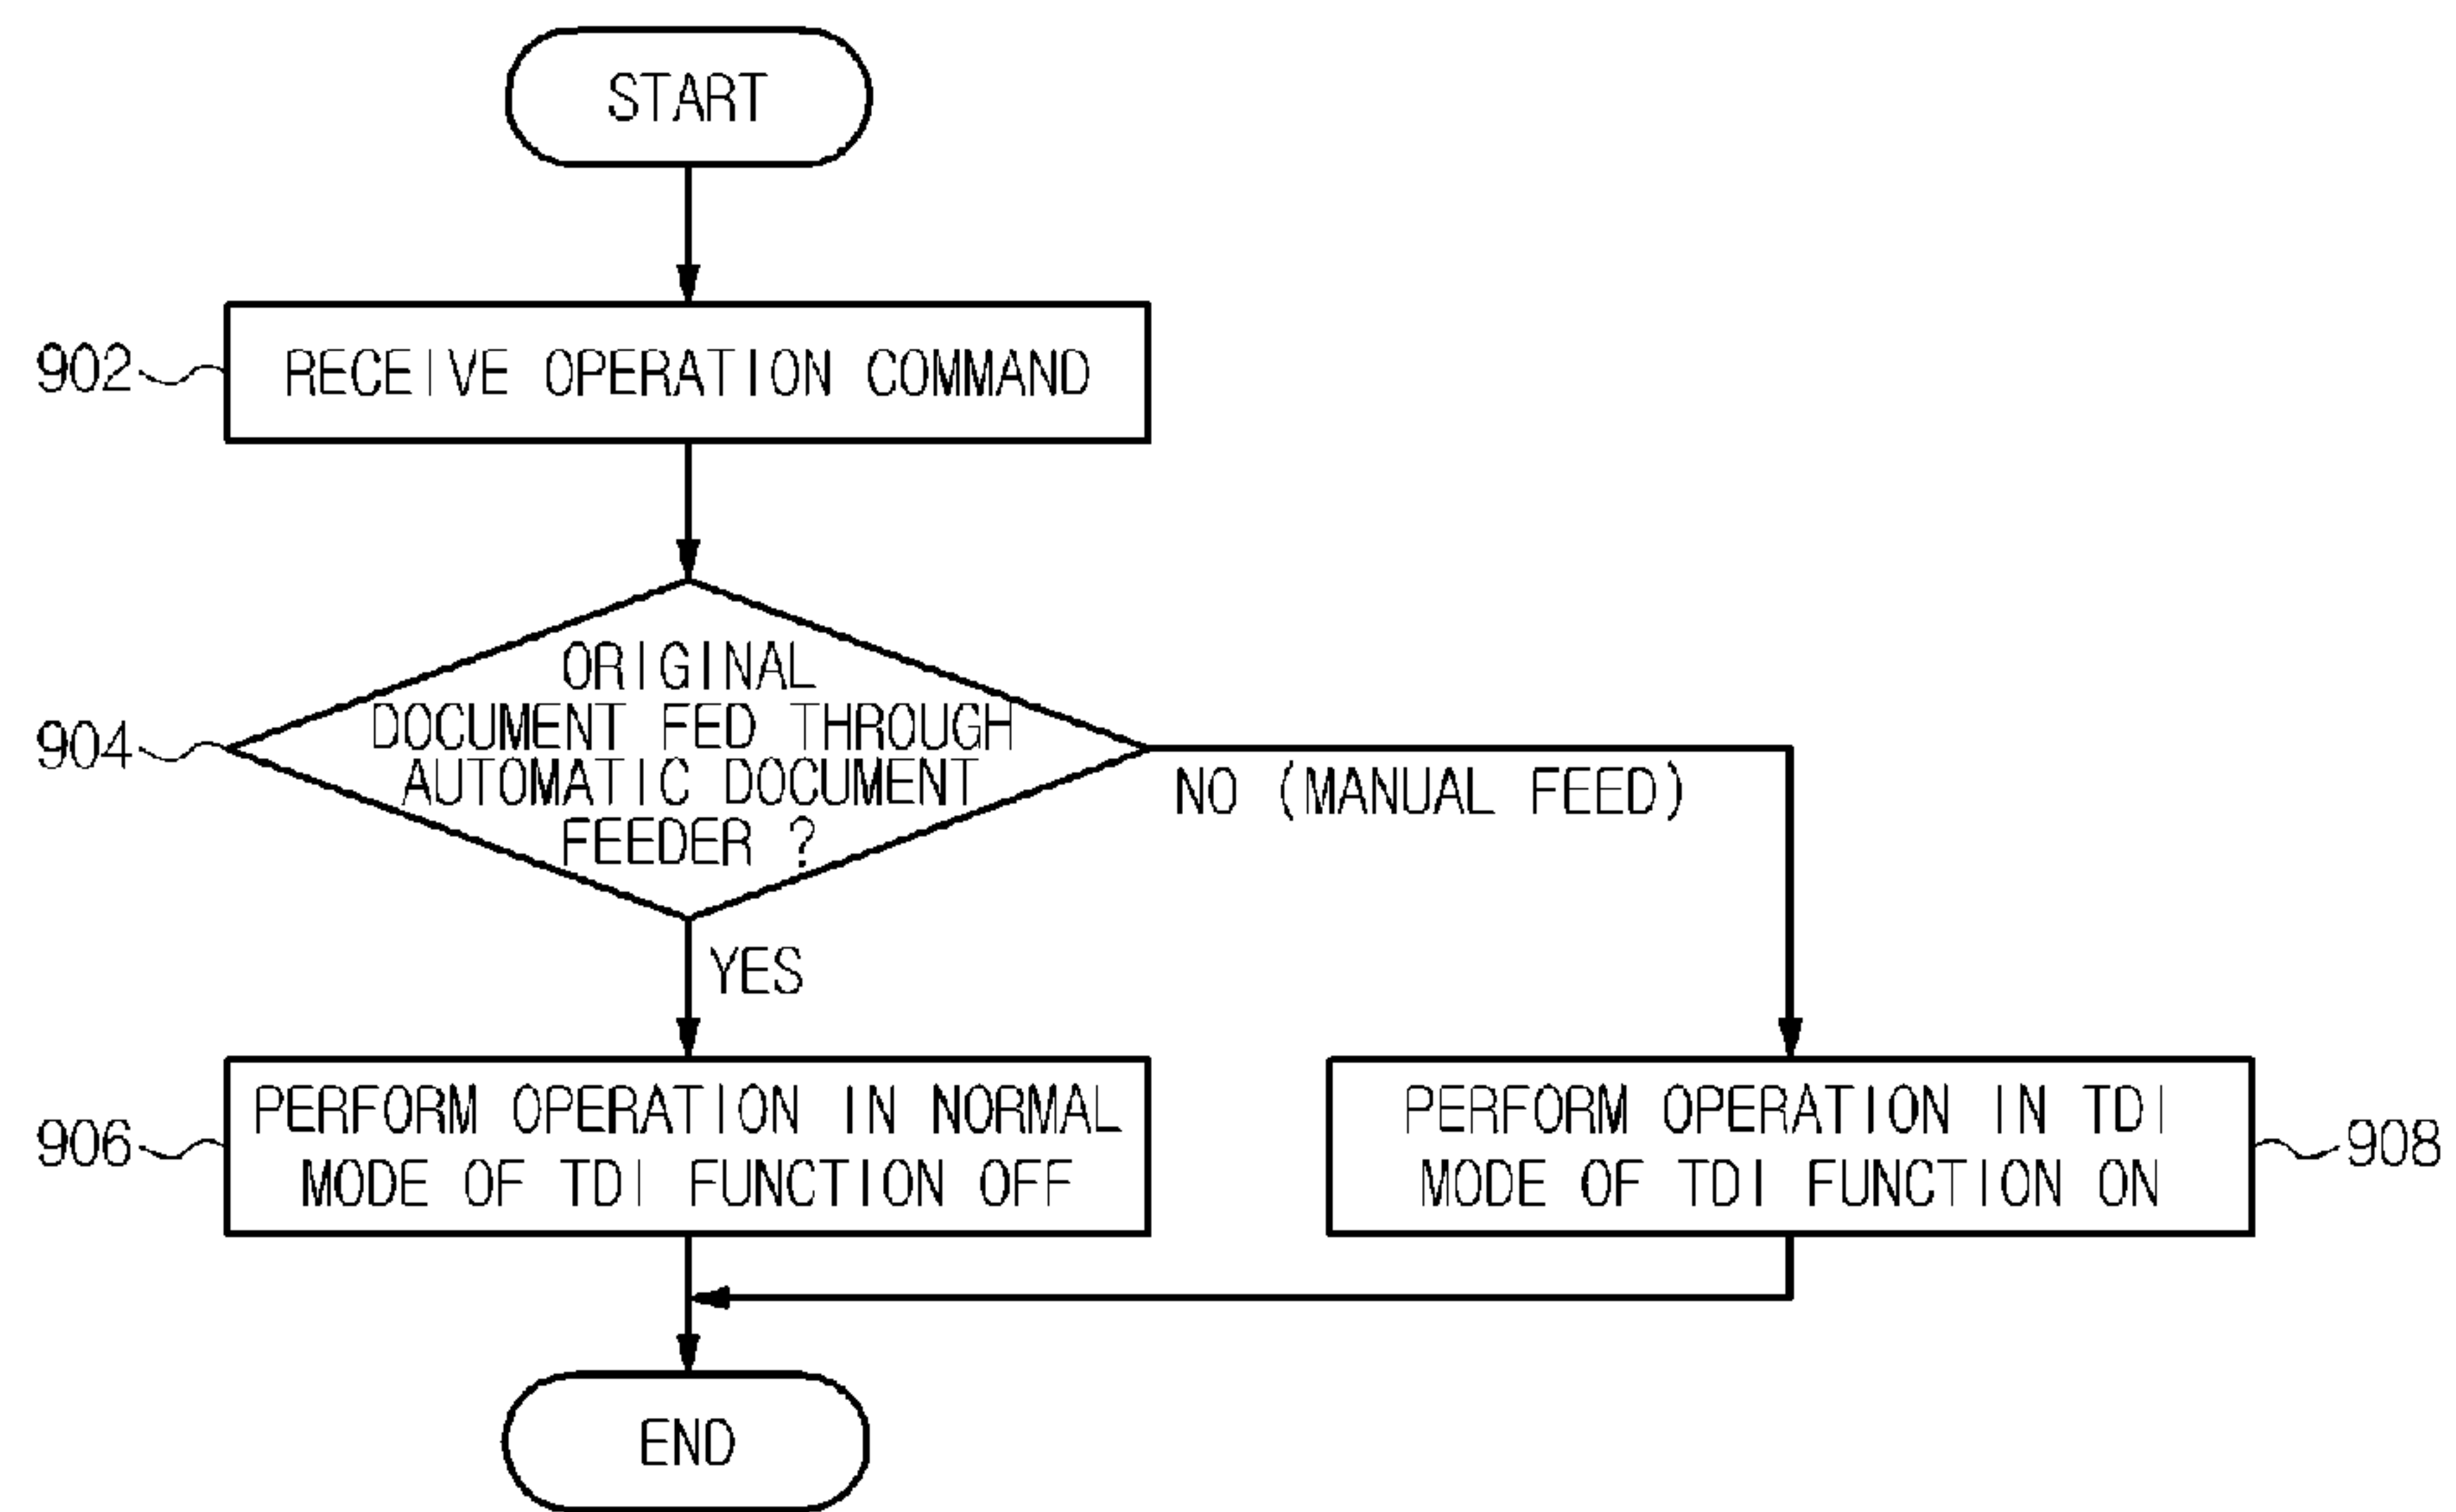 START
902
RECEIVE OPERATION COMMAND
904
ORIGINAL
DOCUMENT FED THROUGH
AUTOMATIC DOCUMENT
FEEDER ?
NO (MANUAL FEED)
YES
906
PERFORM OPERATION IN NORMAL
MODE OF TDI FUNCTION OFF
PERFORM OPERATION IN TDI
MODE OF TDI FUNCTION ON
908
END